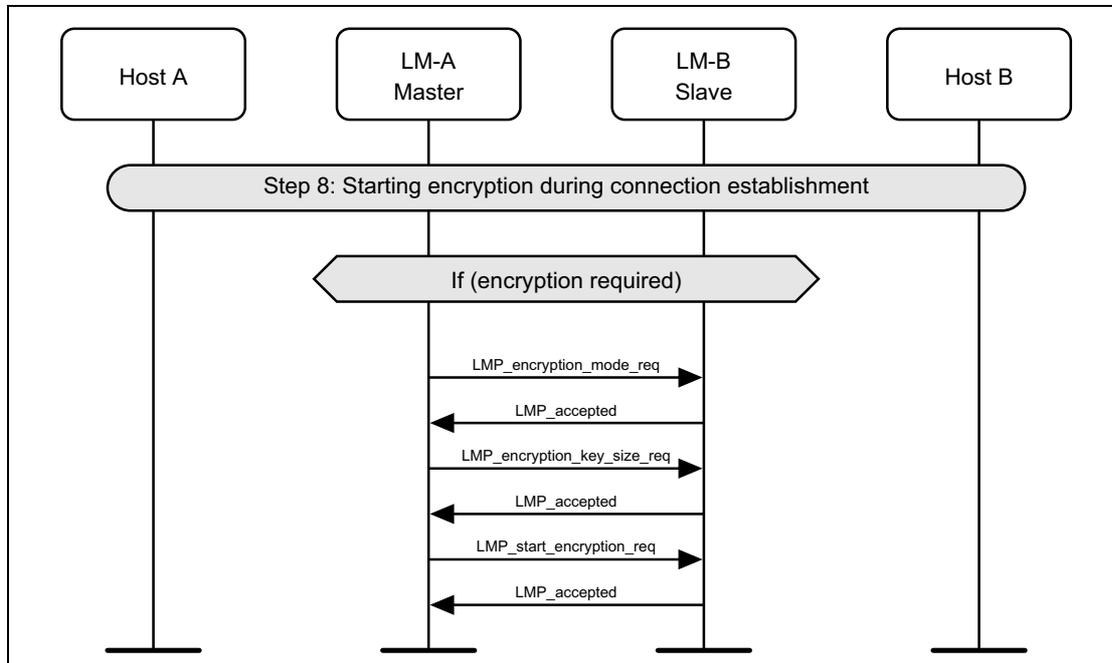 Host A
LM-A
Master
LM-B
Slave
Host B
Step 8: Starting encryption during connection establishment
If (encryption required)
LMP_encryption_mode_req
LMP_accepted
LMP_encryption_key_size_req
LMP_accepted
LMP_start_encryption_req
LMP_accepted